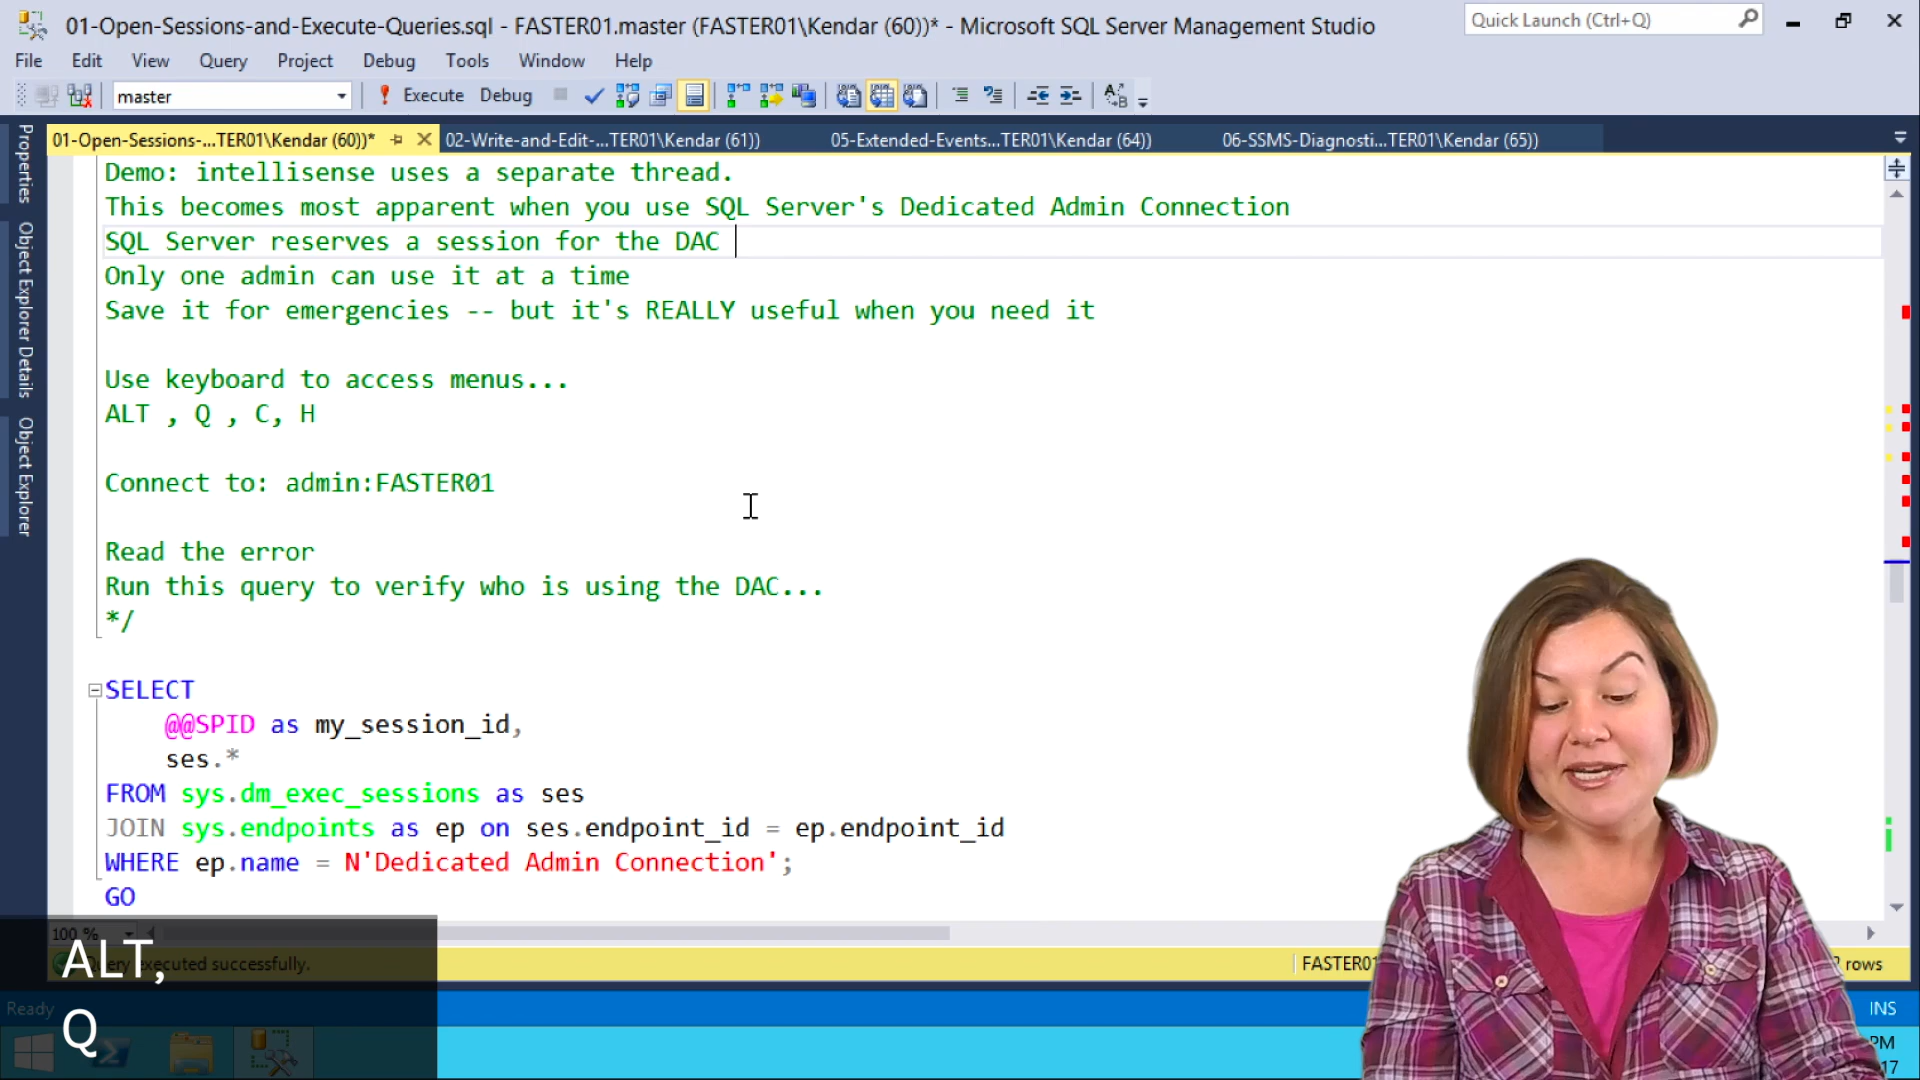 01-Open-Sessions-and-Execute-Queries.sql - FASTER01.master (FASTER01\Kendar (60))* - Microsoft SQL Server Management Studio
Quick Launch (Ctrl+Q)
File Edit View Query Project Debug Tools Window Help
master
Execute Debug
01-Open-Sessions-...TER01\Kendar (60))*
02-Write-and-Edit-...TER01\Kendar (61))
05-Extended-Events...TER01\Kendar (64))
06-SSMS-Diagnosti...TER01\Kendar (65))
Properties
Object Explorer Details
Object Explorer
Demo: intellisense uses a separate thread.
This becomes most apparent when you use SQL Server's Dedicated Admin Connection
SQL Server reserves a session for the DAC
Only one admin can use it at a time
Save it for emergencies -- but it's REALLY useful when you need it
Use keyboard to access menus...
ALT , Q , C, H
Connect to: admin:FASTER01
Read the error
Run this query to verify who is using the DAC...
*/
SELECT
@@SPID as my_session_id,
ses.*
FROM sys.dm_exec_sessions as ses
JOIN sys.endpoints as ep on ses.endpoint_id = ep.endpoint_id
WHERE ep.name = N'Dedicated Admin Connection';
GO
100 %
ALT,
Query executed successfully.
FASTER01
rows
Ready
INS
Q
PM
17